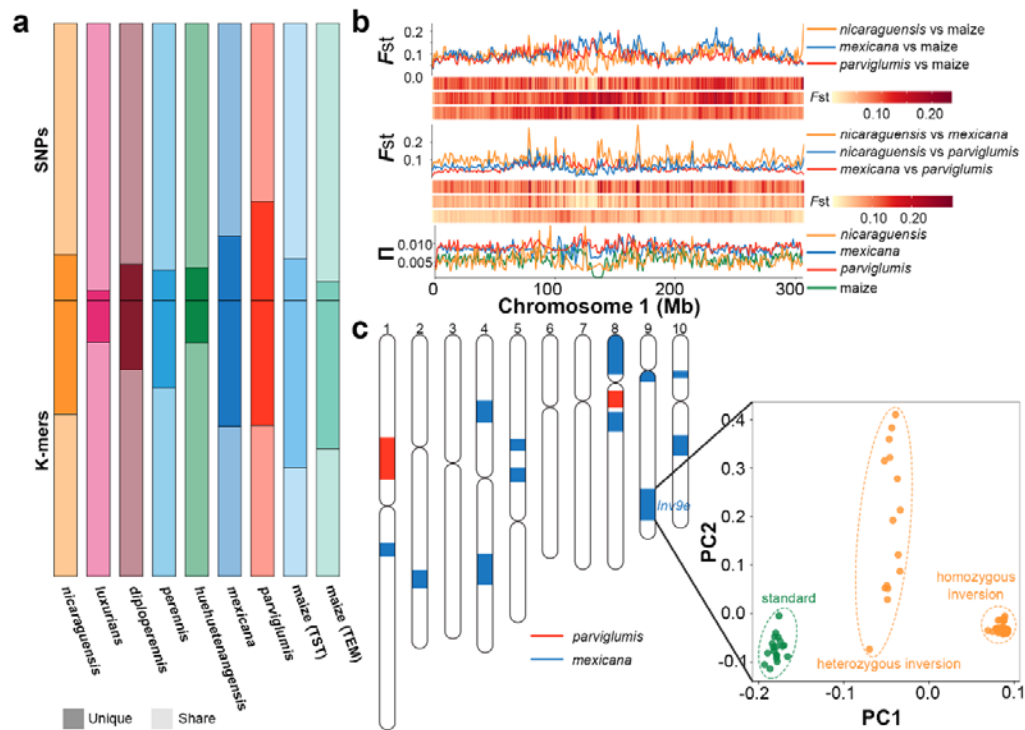 a
SNPs
K-mers
nicaraguensis
luxurians
diploperennis
perennis
huehuetenangensis
mexicana
parviglumis
maize (TST)
maize (TEM)
Unique
Share
b
Fst
0.2
0.1
0.0
nicaraguensis vs maize
mexicana vs maize
parviglumis vs maize
Fst
0.10
0.20
Fst
0.2
0.1
nicaraguensis vs mexicana
nicaraguensis vs parviglumis
mexicana vs parviglumis
Fst
0.10
0.20
Π
0.010
0.005
nicaraguensis
mexicana
parviglumis
maize
0
100
200
300
Chromosome 1 (Mb)
c
1
2
3
4
5
6
7
8
9
10
Inv9e
parviglumis
mexicana
PC2
0.4
0.3
0.2
0.1
0.0
-0.1
standard
homozygous
inversion
heterozygous inversion
-0.2
-0.1
0.0
0.1
PC1